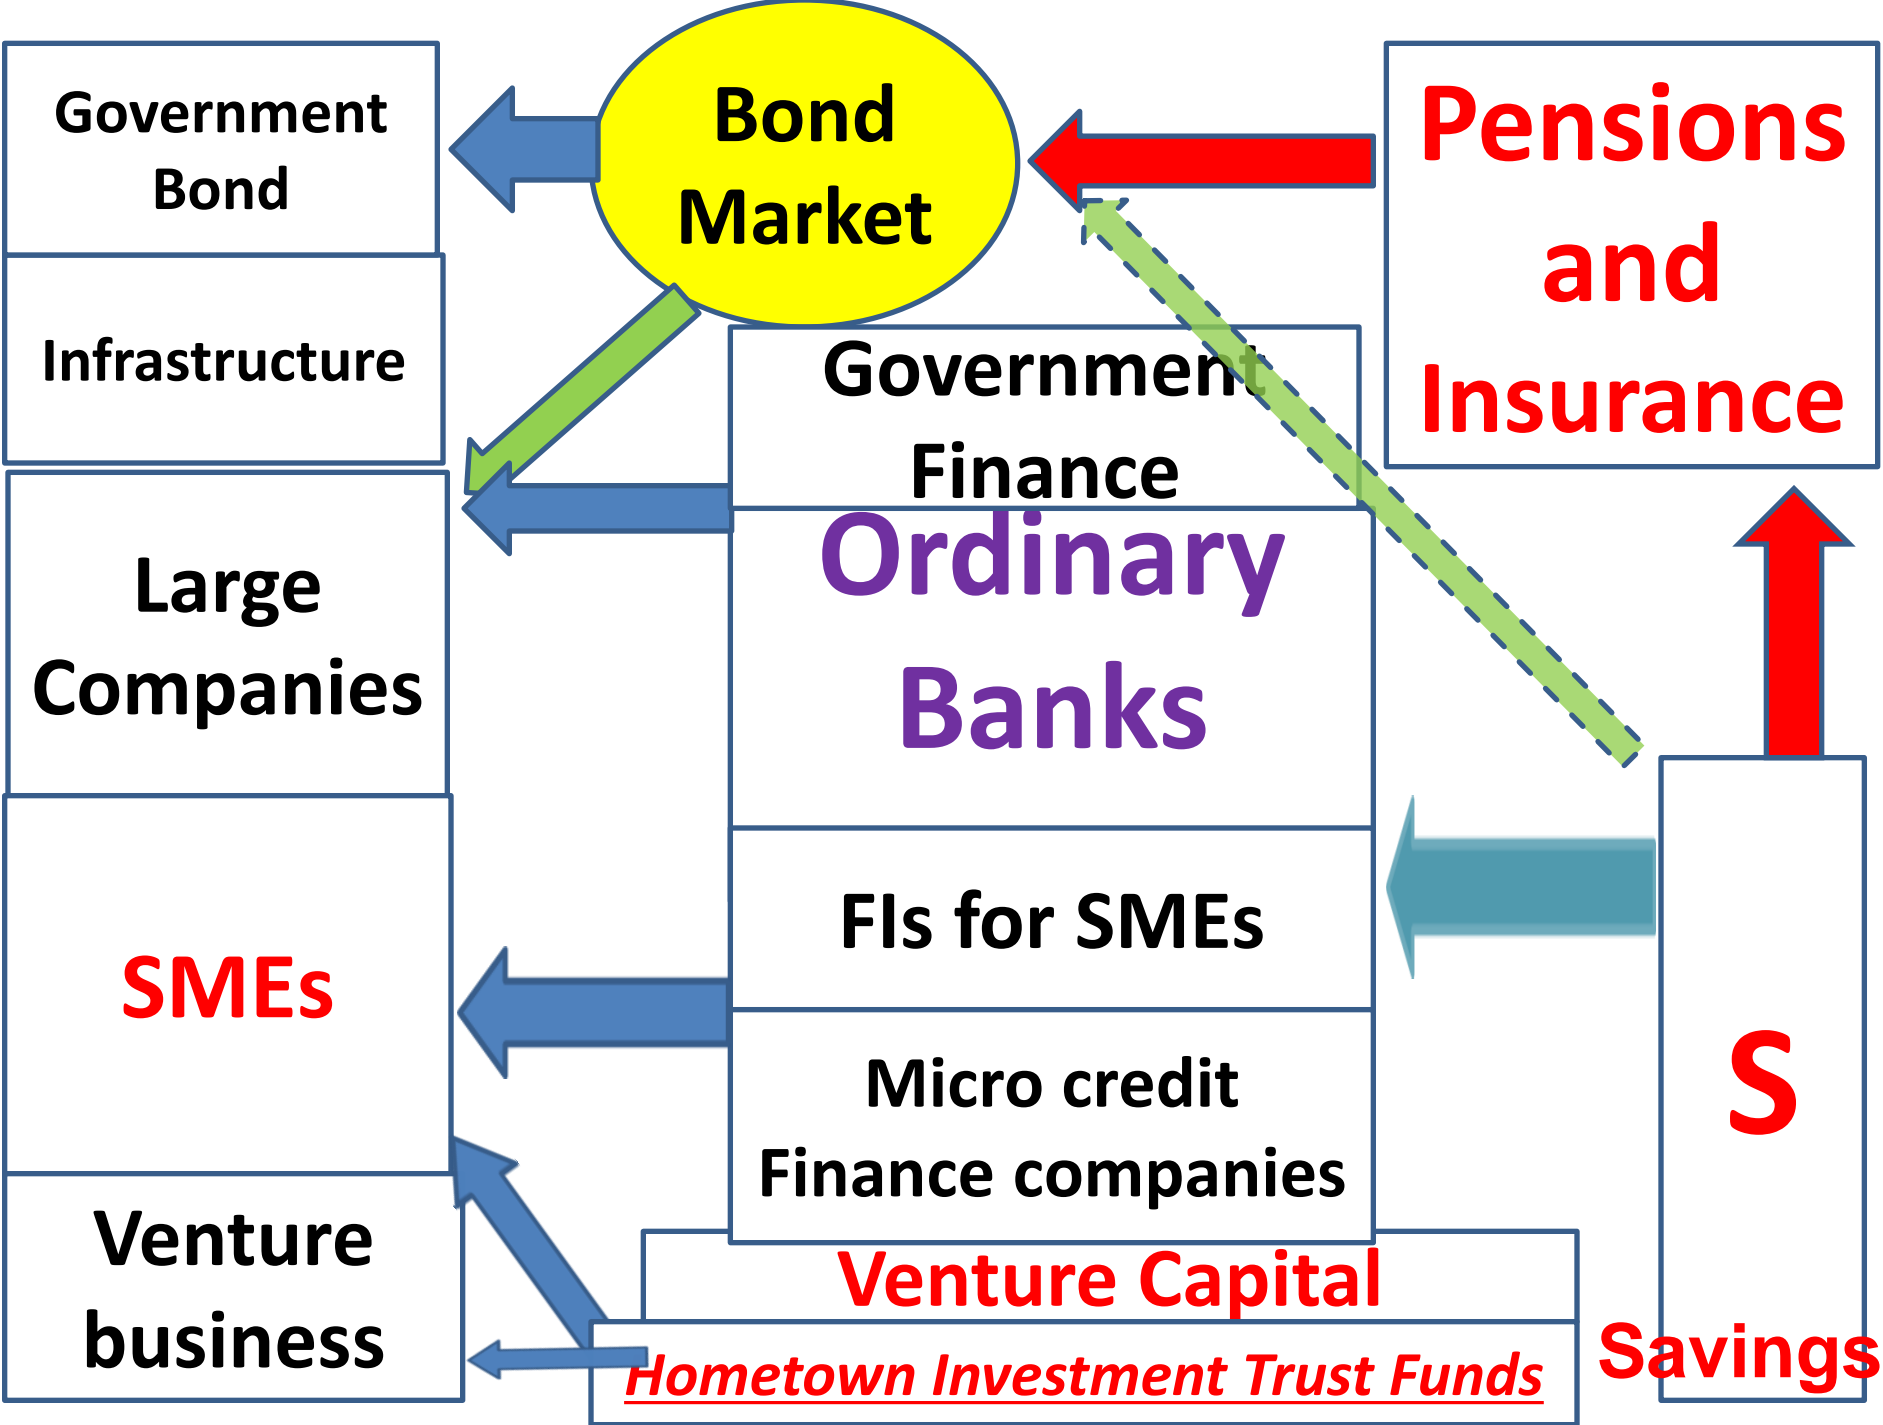 Government
Bond
Infrastructure
Large
Companies
SMEs
Venture
business
Bond
Market
Government
Finance
Ordinary
Banks
FIs for SMEs
Micro credit
Finance companies
Venture Capital
Hometown Investment Trust Funds
Pensions
and
Insurance
S
Savings